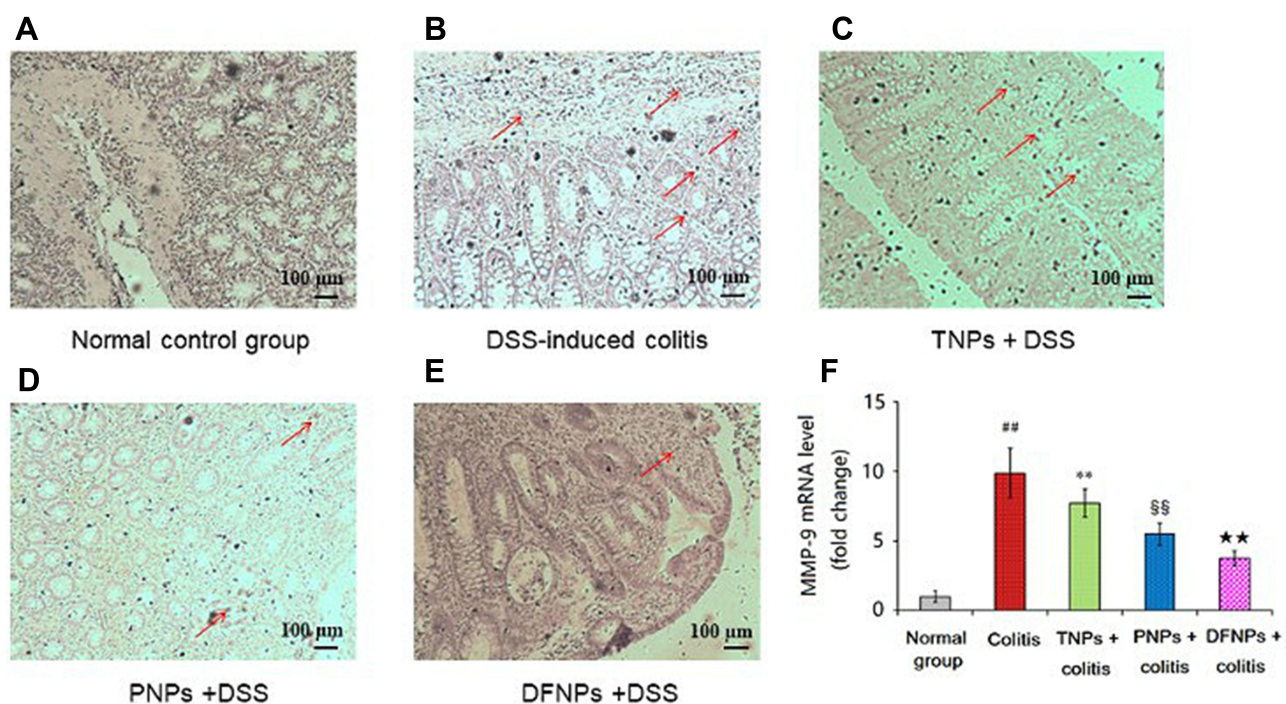 A
B
C
100 µm
100 µm
100 µm
Normal control group
DSS-induced colitis
TNPs + DSS
D
E
F
100 µm
100 µm
PNPs +DSS
DFNPs +DSS
MMP-9 mRNA level
(fold change)
15
10
5
0
##
**
§§
★★
Normal
group
Colitis
TNPs +
colitis
PNPs +
colitis
DFNPs +
colitis